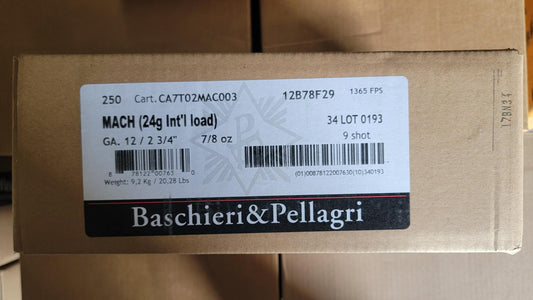 250 Cart. CA7T02MAC003 12B78F29 1365 FPS
MACH (24g Int'l load) 34 LOT 0193
GA. 12 / 2 3/4" 7/8 oz 9 shot
8 78122 00763 0
Weight: 9,2 Kg / 20,28 Lbs (01)00878122007630(10)340193
Baschieri&Pellagri